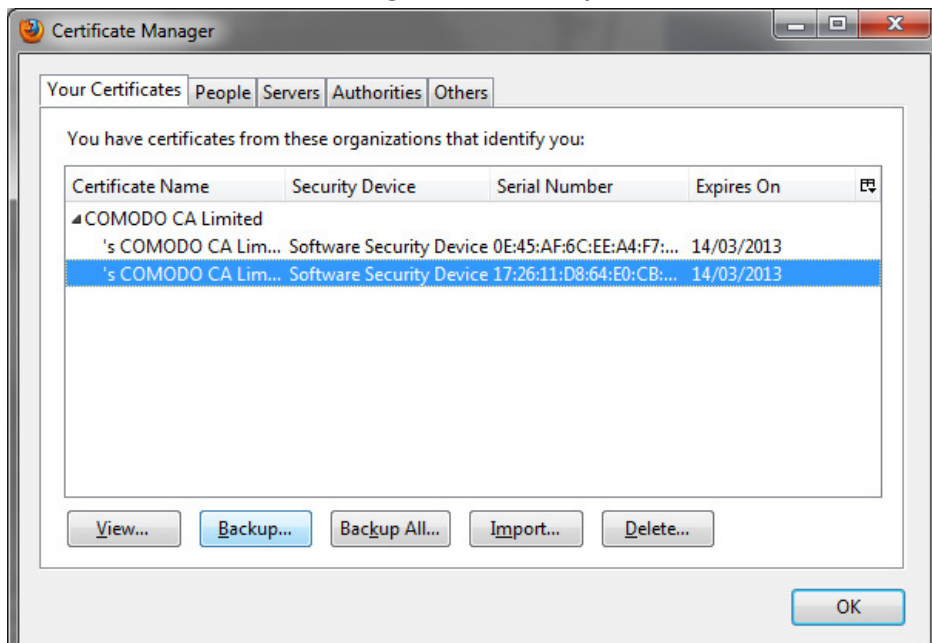 Certificate Manager
Your Certificates People Servers Authorities Others
You have certificates from these organizations that identify you:
Certificate Name Security Device Serial Number Expires On
COMODO CA Limited
's COMODO CA Lim... Software Security Device 0E:45:AF:6C:EE:A4:F7:... 14/03/2013
's COMODO CA Lim... Software Security Device 17:26:11:D8:64:E0:CB:... 14/03/2013
View... Backup... Backup All... Import... Delete...
OK